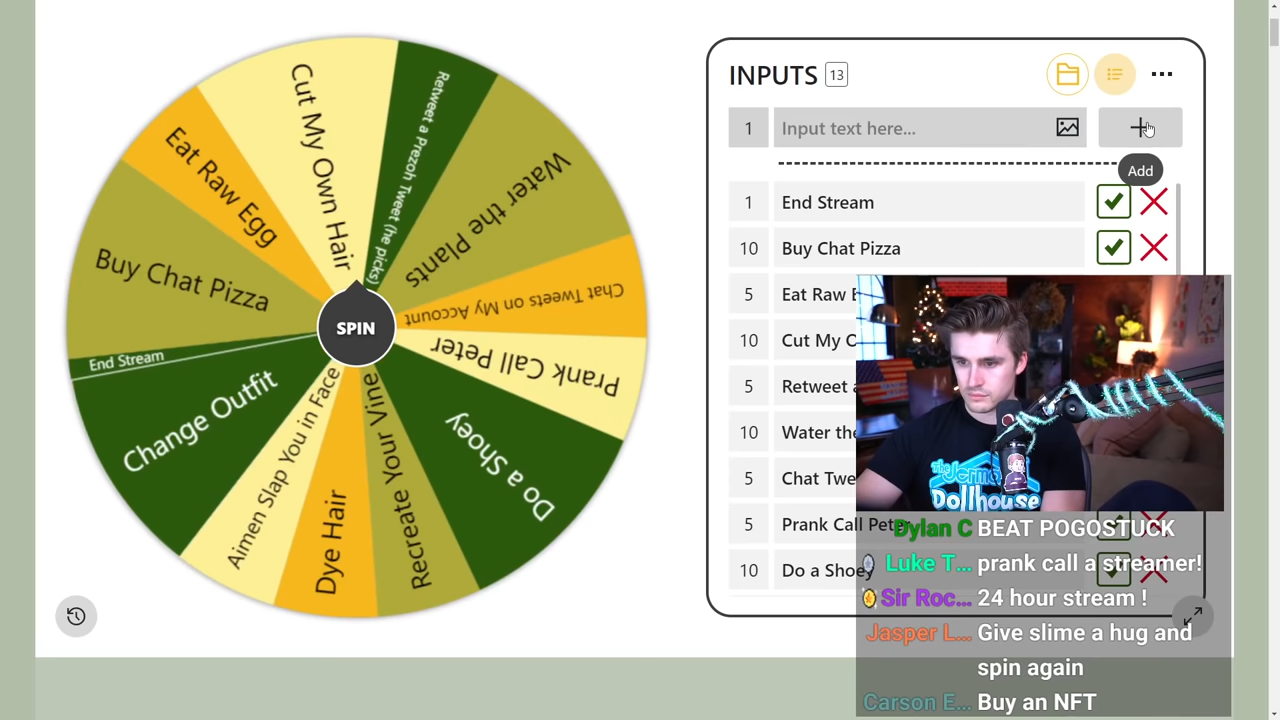 Cut My Own Hair
Retweet a Prezoh Tweet (he picks)
Water the Plants
Chat Tweets on My Account
Prank Call Peter
Do a Shoey
Recreate Your Vine
Dye Hair
Aimen Slap You in Face
Change Outfit
End Stream
Buy Chat Pizza
Eat Raw Egg
SPIN
INPUTS 13
1 Input text here...
Add
1 End Stream
10 Buy Chat Pizza
5 Eat Raw E
10 Cut My C
5 Retweet a
10 Water the
5 Chat Twe
5 Prank Call Peter
10 Do a Shoey
The Jerma
Dollhouse
Dylan C BEAT POGOSTUCK
Luke T... prank call a streamer!
Sir Roc... 24 hour stream !
Jasper L... Give slime a hug and
spin again
Carson E... Buy an NFT